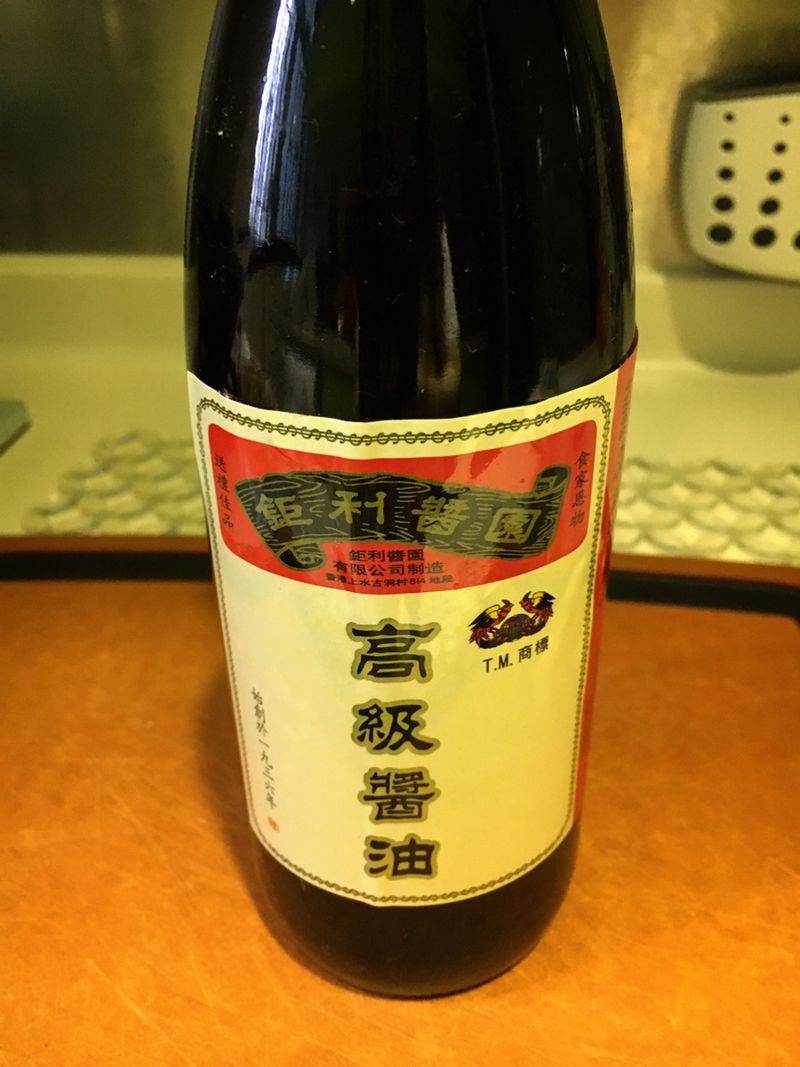 鉅利醬園
送禮佳品
食家恩物
鉅利醬園
有限公司制造
香港上水古洞村814地段
T.M. 商標
高級醬油
始創於一九三六年